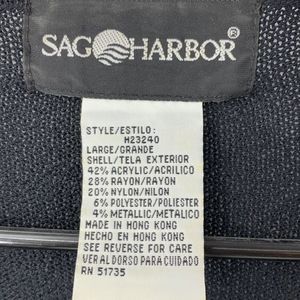 SAG HARBOR ®
STYLE/ESTILO:
H23240
LARGE/GRANDE
SHELL/TELA EXTERIOR
42% ACRYLIC/ACRILICO
28% RAYON/RAYON
20% NYLON/NILON
6% POLYESTER/POLIESTER
4% METALLIC/METALICO
MADE IN HONG KONG
HECHO EN HONG KONG
SEE REVERSE FOR CARE
VER AL DORSO PARA CUIDADO
RN 51735